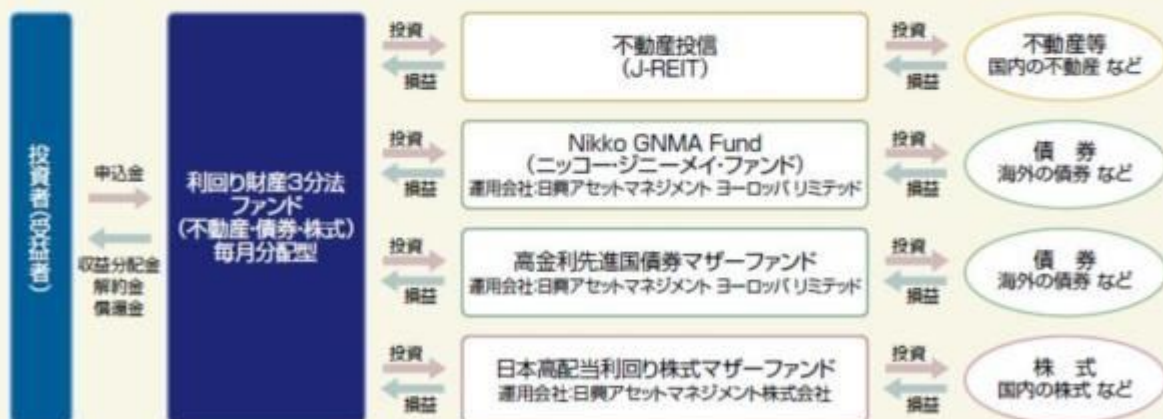 投資者(受益者)
申込金
収益分配金
解約金
償還金
利回り財産3分法
ファンド
(不動産・債券・株式)
毎月分配型
投資
損益
不動産投信
(J-REIT)
投資
損益
不動産等
国内の不動産 など
投資
損益
Nikko GNMA Fund
(ニッコー・ジニーメイ・ファンド)
運用会社:日興アセットマネジメント ヨーロッパ リミテッド
投資
損益
債 券
海外の債券 など
投資
損益
高金利先進国債券マザーファンド
運用会社:日興アセットマネジメント ヨーロッパ リミテッド
投資
損益
債 券
海外の債券 など
投資
損益
日本高配当利回り株式マザーファンド
運用会社:日興アセットマネジメント株式会社
投資
損益
株 式
国内の株式 など